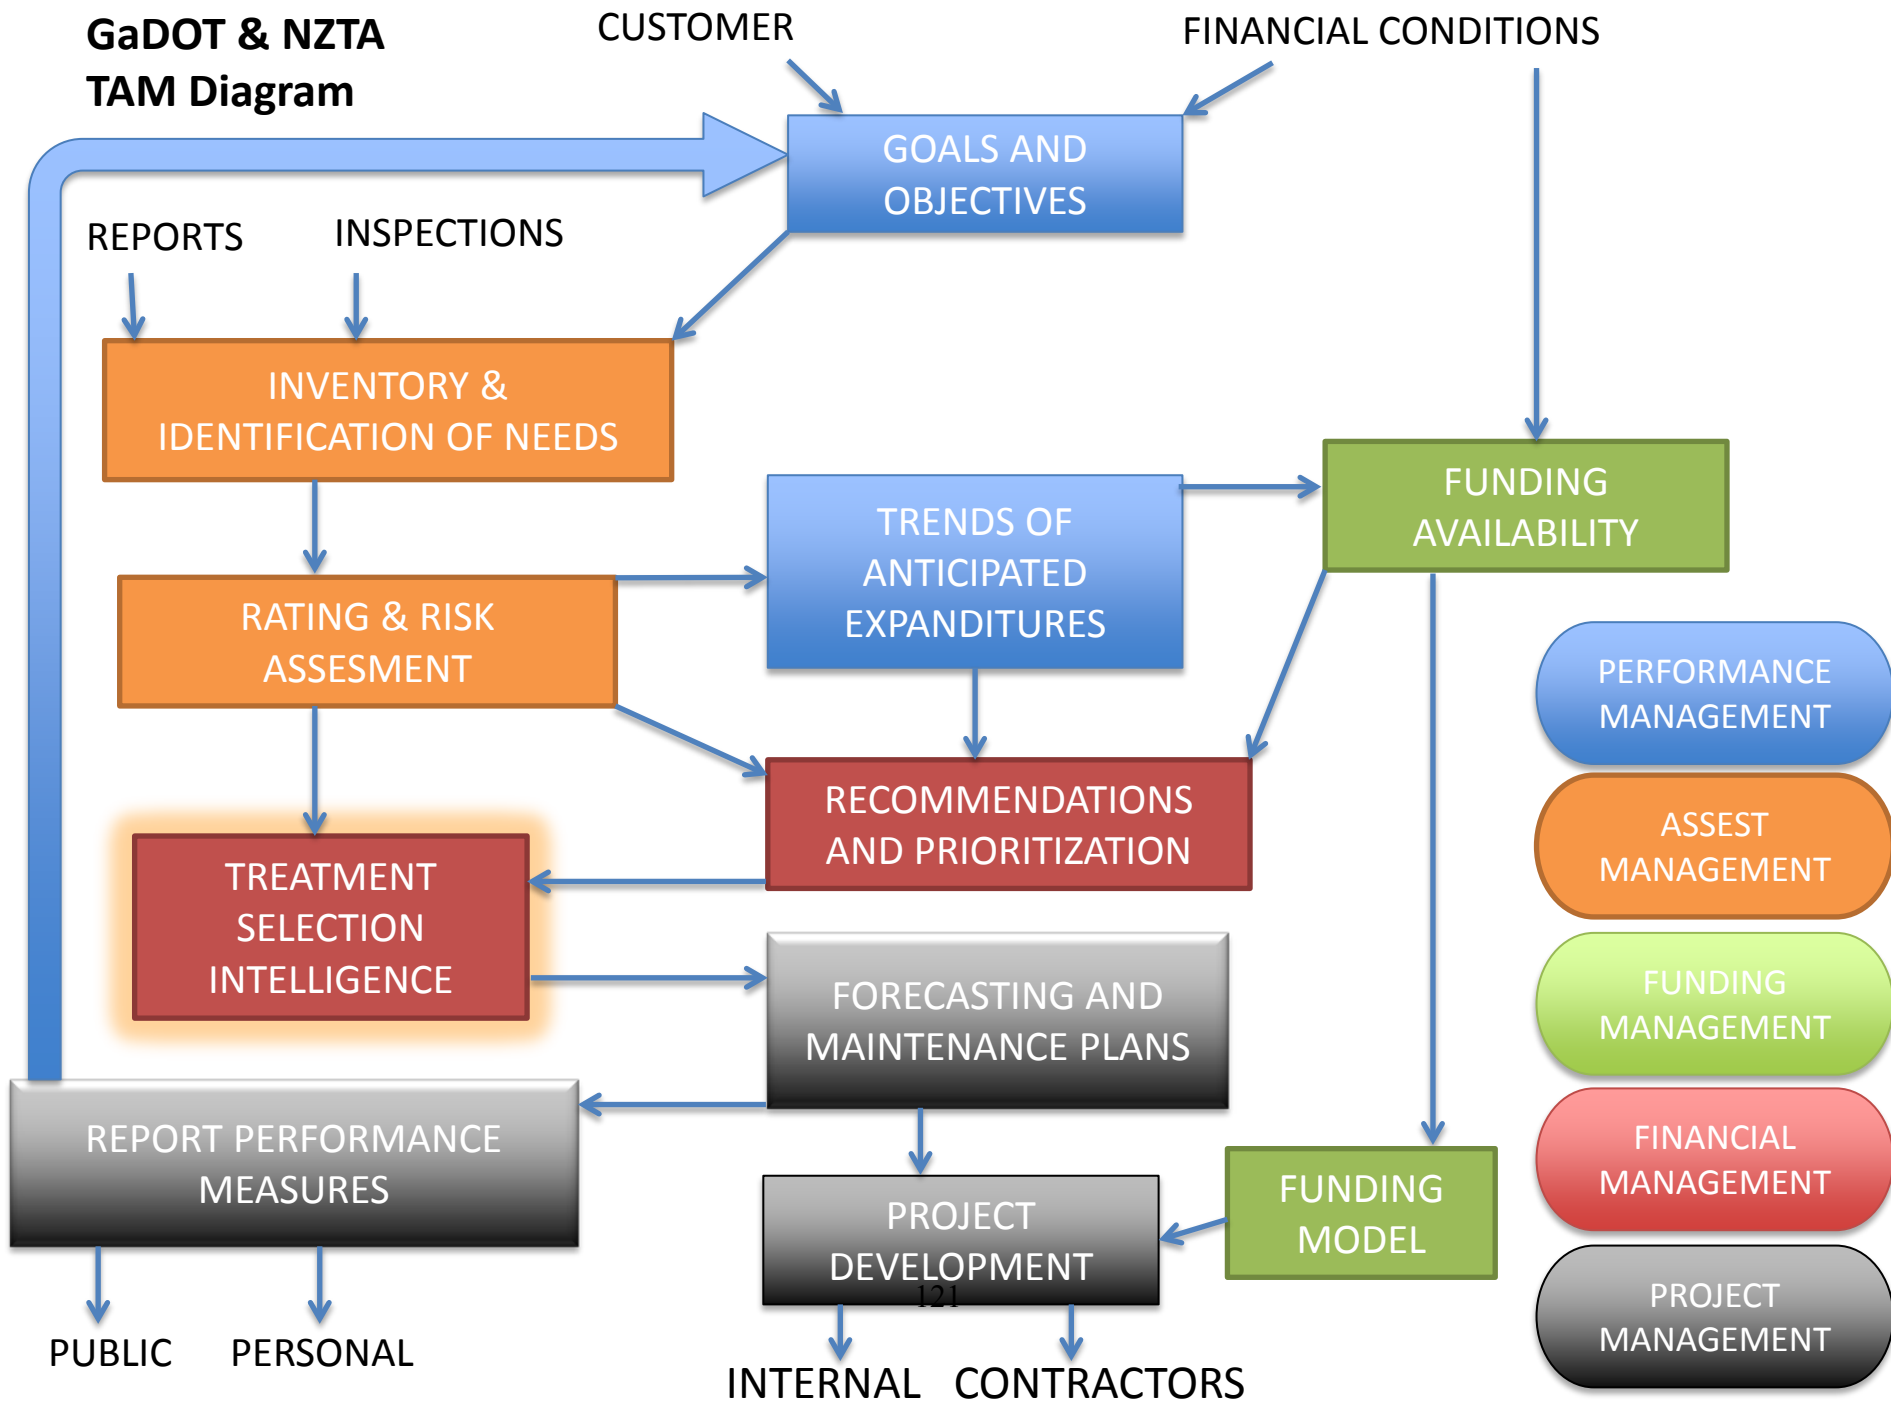 GaDOT & NZTA
TAM Diagram
CUSTOMER
FINANCIAL CONDITIONS
GOALS AND
OBJECTIVES
REPORTS
INSPECTIONS
INVENTORY &
IDENTIFICATION OF NEEDS
FUNDING
AVAILABILITY
TRENDS OF
ANTICIPATED
EXPANDITURES
RATING & RISK
ASSESMENT
RECOMMENDATIONS
AND PRIORITIZATION
TREATMENT
SELECTION
INTELLIGENCE
FORECASTING AND
MAINTENANCE PLANS
REPORT PERFORMANCE
MEASURES
PROJECT
DEVELOPMENT
121
FUNDING
MODEL
PUBLIC
PERSONAL
INTERNAL
CONTRACTORS
PERFORMANCE
MANAGEMENT
ASSEST
MANAGEMENT
FUNDING
MANAGEMENT
FINANCIAL
MANAGEMENT
PROJECT
MANAGEMENT